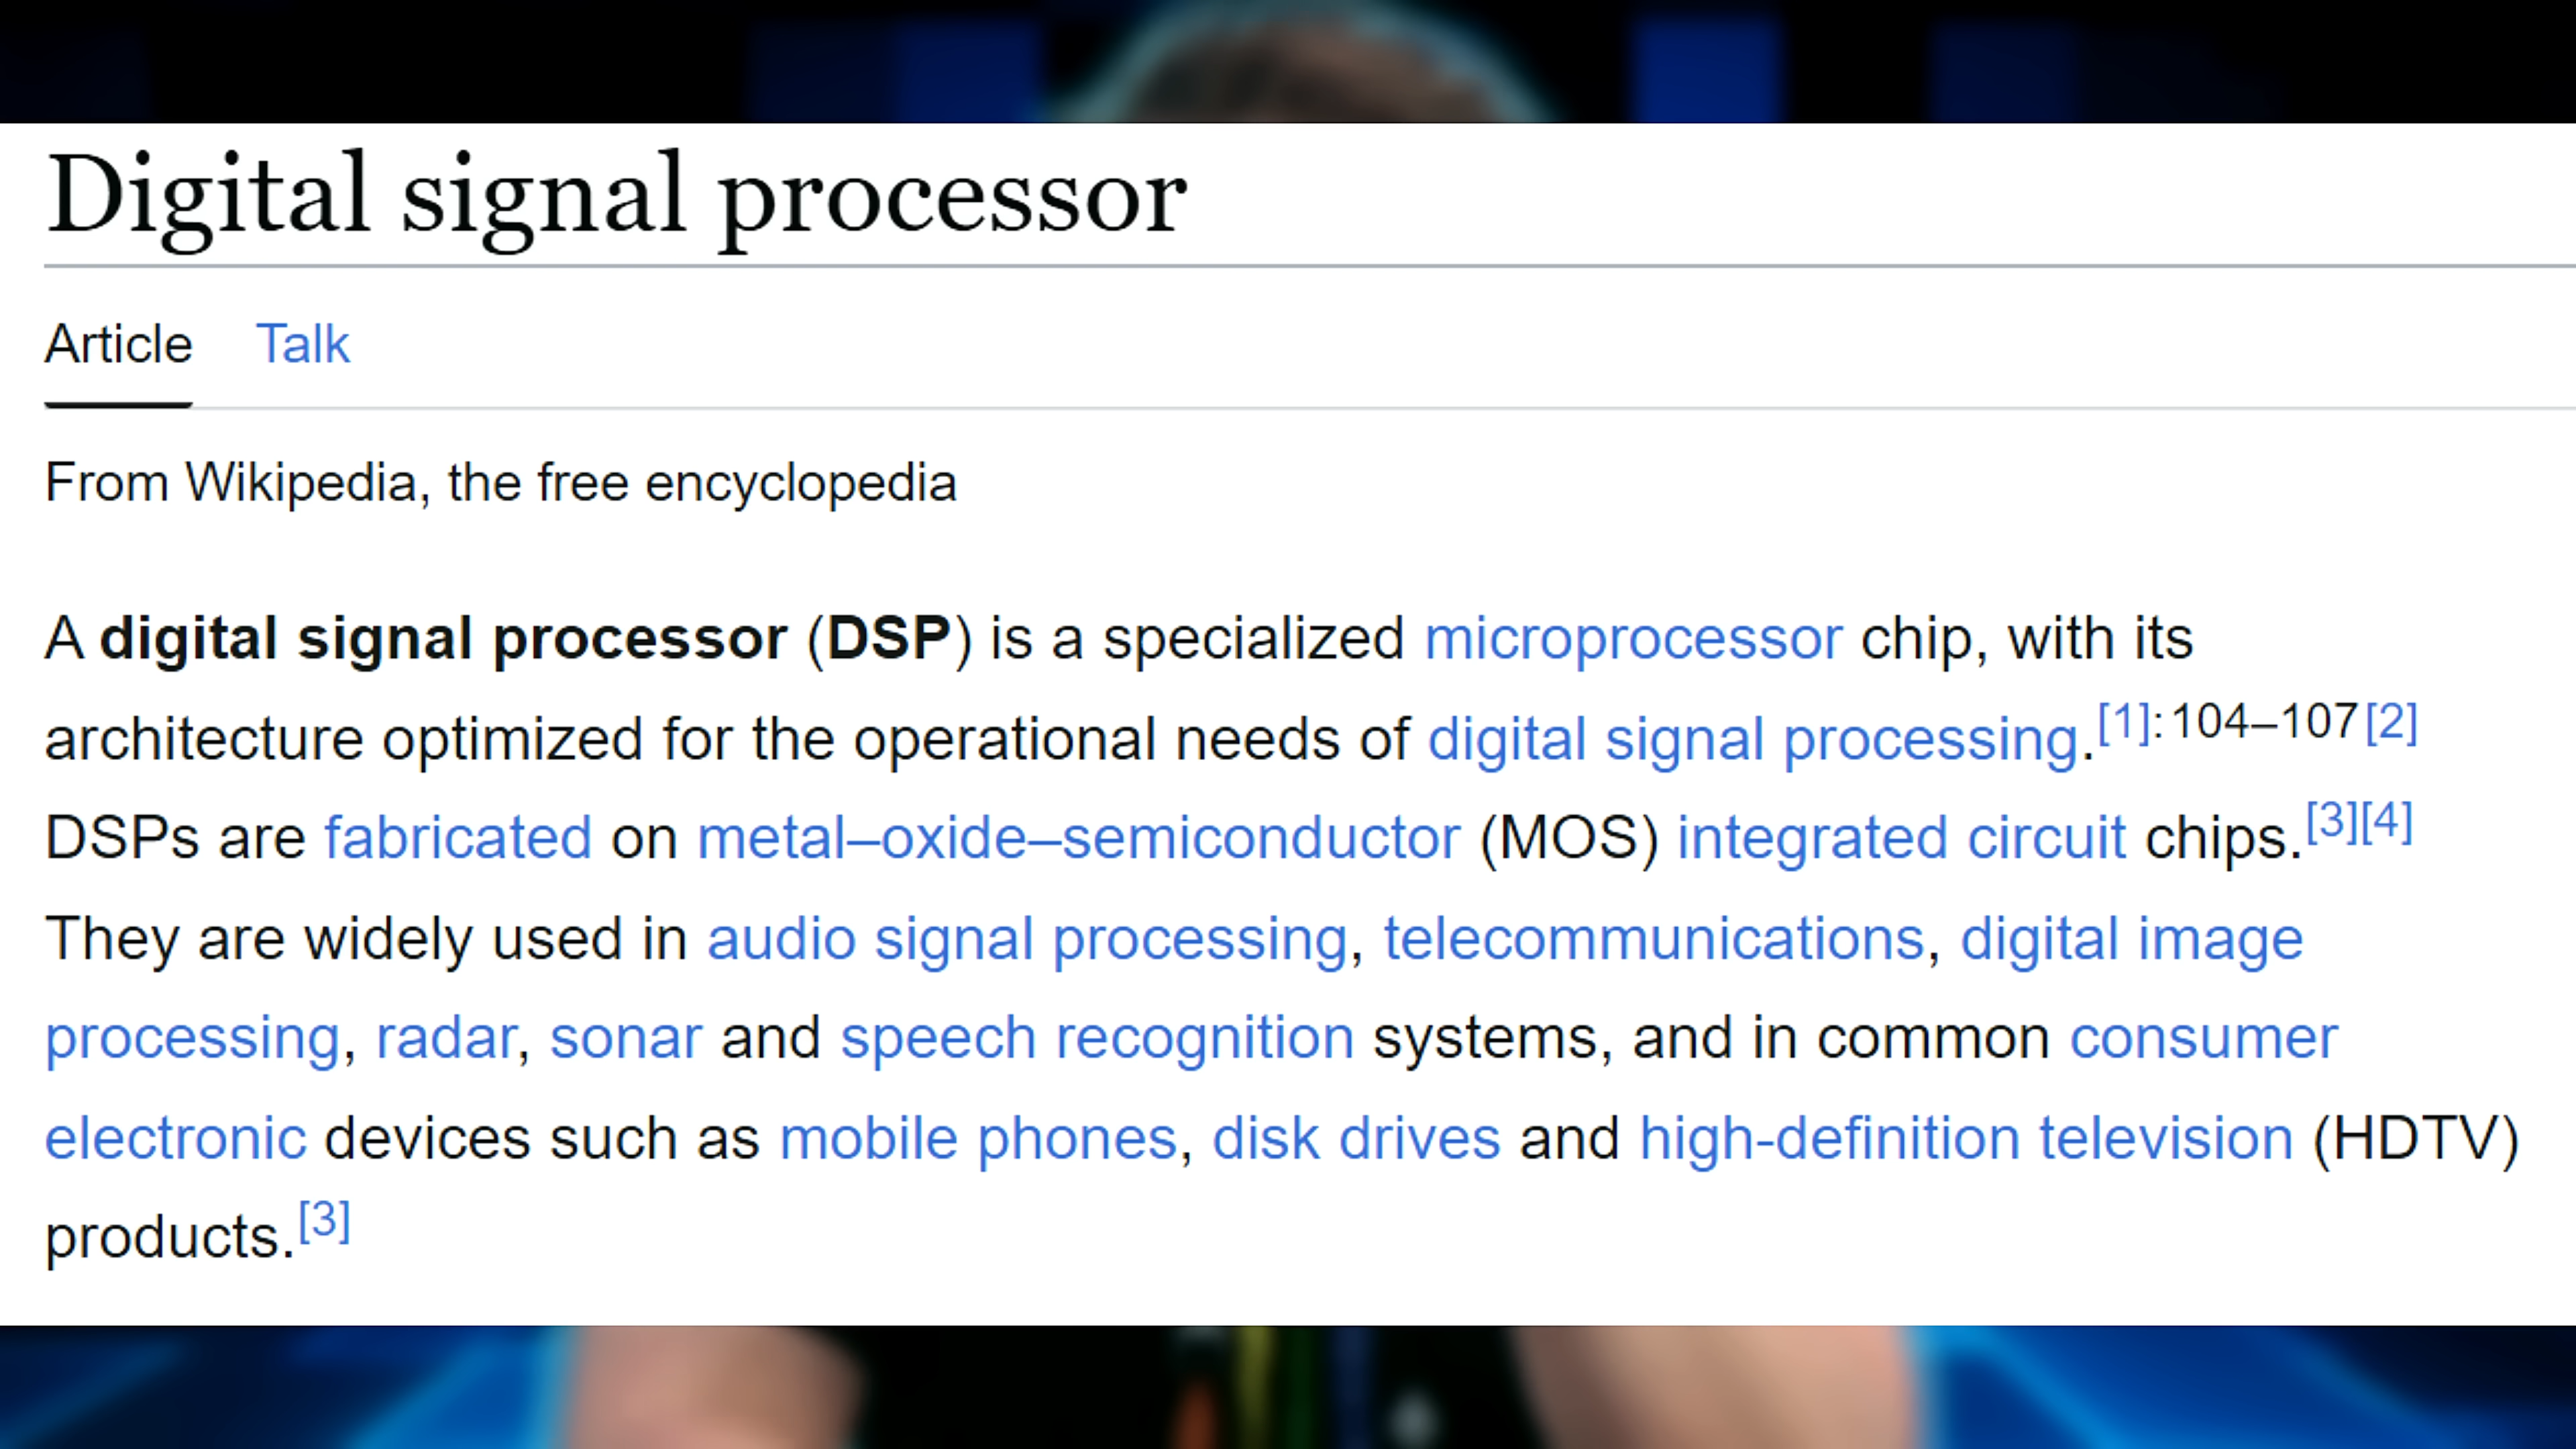 Digital signal processor
Article Talk
From Wikipedia, the free encyclopedia
A digital signal processor (DSP) is a specialized microprocessor chip, with its
architecture optimized for the operational needs of digital signal processing.[1]:104–107[2]
DSPs are fabricated on metal–oxide–semiconductor (MOS) integrated circuit chips.[3][4]
They are widely used in audio signal processing, telecommunications, digital image
processing, radar, sonar and speech recognition systems, and in common consumer
electronic devices such as mobile phones, disk drives and high-definition television (HDTV)
products.[3]